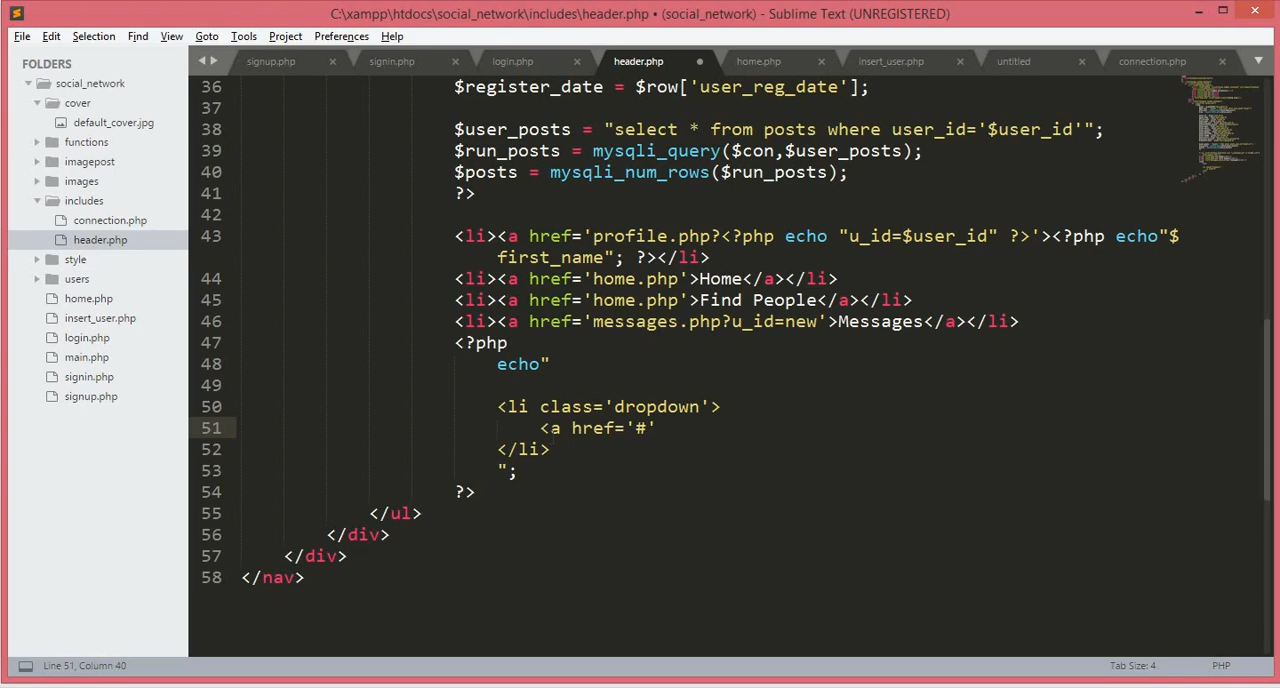 C:\xampp\htdocs\social_network\includes\header.php • (social_network) - Sublime Text (UNREGISTERED)
File Edit Selection Find View Goto Tools Project Preferences Help
FOLDERS
social_network
cover
default_cover.jpg
functions
imagepost
images
includes
connection.php
header.php
style
users
home.php
insert_user.php
login.php
main.php
signin.php
signup.php
signup.php signin.php login.php header.php home.php insert_user.php untitled connection.php
36 $register_date = $row['user_reg_date'];
37
38 $user_posts = "select * from posts where user_id='$user_id'";
39 $run_posts = mysqli_query($con,$user_posts);
40 $posts = mysqli_num_rows($run_posts);
41 ?>
42
43 <li><a href='profile.php?<?php echo "u_id=$user_id" ?>'><?php echo"$
first_name"; ?></li>
44 <li><a href='home.php'>Home</a></li>
45 <li><a href='home.php'>Find People</a></li>
46 <li><a href='messages.php?u_id=new'>Messages</a></li>
47 <?php
48 echo"
49
50 <li class='dropdown'>
51 <a href='#'
52 </li>
53 ";
54 ?>
55 </ul>
56 </div>
57 </div>
58 </nav>
Line 51, Column 40
Tab Size: 4 PHP